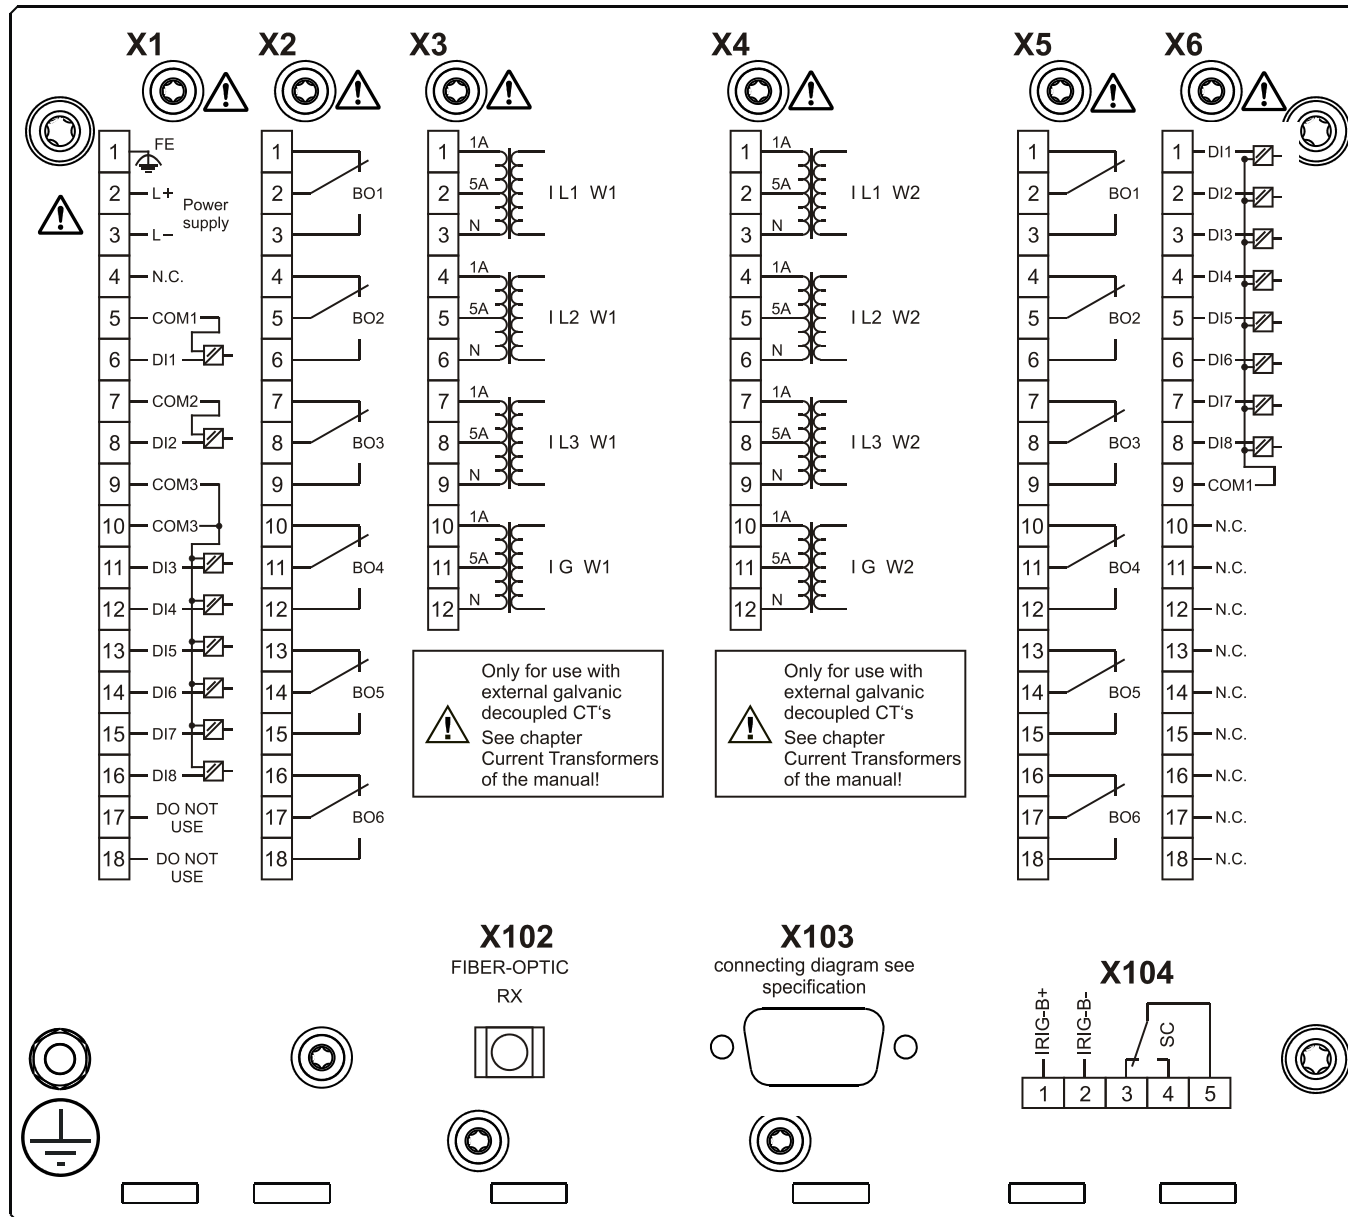 X1 X2 X3 X4 X5 X6
1 FE 1 1 1A 1 1A 1 1 DI1
2 L+ Power supply 2 BO1 2 5A I L1 W1 2 5A I L1 W2 2 BO1 2 DI2
3 L– 3 3 N 3 N 3 3 DI3
4 N.C. 4 4 1A 4 1A 4 4 DI4
5 COM1 5 BO2 5 5A I L2 W1 5 5A I L2 W2 5 BO2 5 DI5
6 DI1 6 6 N 6 N 6 6 DI6
7 COM2 7 7 1A 7 1A 7 7 DI7
8 DI2 8 BO3 8 5A I L3 W1 8 5A I L3 W2 8 BO3 8 DI8
9 COM3 9 9 N 9 N 9 9 COM1
10 COM3 10 10 1A 10 1A 10 10 N.C.
11 DI3 11 BO4 11 5A I G W1 11 5A I G W2 11 BO4 11 N.C.
12 DI4 12 12 N 12 N 12 12 N.C.
13 DI5 13 13 13 N.C.
14 DI6 14 BO5 14 BO5 14 N.C.
15 DI7 15 15 15 N.C.
16 DI8 16 16 16 N.C.
17 DO NOT USE 17 BO6 17 BO6 17 N.C.
18 DO NOT USE 18 18 18 N.C.
Only for use with
external galvanic
decoupled CT‘s
See chapter
Current Transformers
of the manual!
Only for use with
external galvanic
decoupled CT‘s
See chapter
Current Transformers
of the manual!
X102
FIBER-OPTIC
RX
X103
connecting diagram see
specification
X104
IRIG-B+
IRIG-B-
SC
1 2 3 4 5